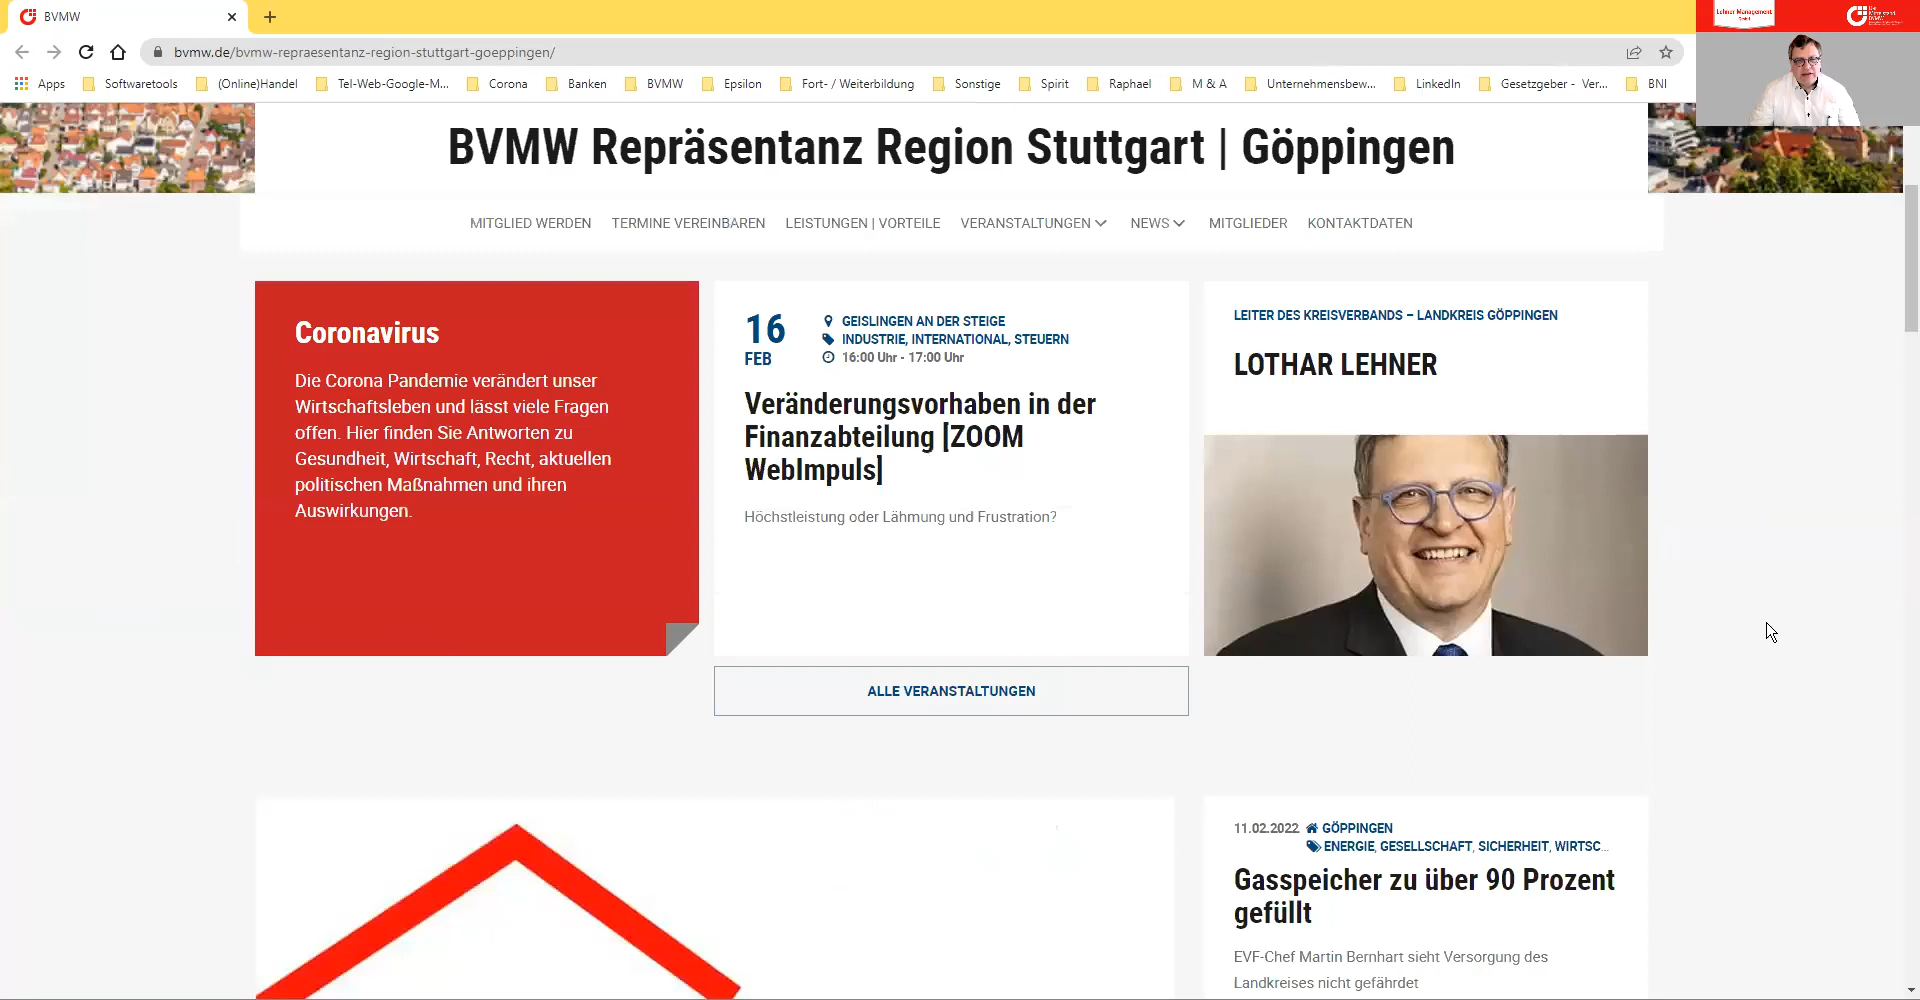 BVMW
Lehner Management
GmbH
bvmw.de/bvmw-repraesentanz-region-stuttgart-goeppingen/
Apps Softwaretools (Online)Handel Tel-Web-Google-M... Corona Banken BVMW Epsilon Fort- / Weiterbildung Sonstige Spirit Raphael M & A Unternehmensbew... LinkedIn Gesetzgeber - Ver... BNI
BVMW Repräsentanz Region Stuttgart | Göppingen
MITGLIED WERDEN TERMINE VEREINBAREN LEISTUNGEN | VORTEILE VERANSTALTUNGEN NEWS MITGLIEDER KONTAKTDATEN
Coronavirus
Die Corona Pandemie verändert unser
Wirtschaftsleben und lässt viele Fragen
offen. Hier finden Sie Antworten zu
Gesundheit, Wirtschaft, Recht, aktuellen
politischen Maßnahmen und ihren
Auswirkungen.
16
FEB
GEISLINGEN AN DER STEIGE
INDUSTRIE, INTERNATIONAL, STEUERN
16:00 Uhr - 17:00 Uhr
Veränderungsvorhaben in der
Finanzabteilung [ZOOM
WebImpuls]
Höchstleistung oder Lähmung und Frustration?
ALLE VERANSTALTUNGEN
LEITER DES KREISVERBANDS – LANDKREIS GÖPPINGEN
LOTHAR LEHNER
11.02.2022 GÖPPINGEN
ENERGIE, GESELLSCHAFT, SICHERHEIT, WIRTSC...
Gasspeicher zu über 90 Prozent
gefüllt
EVF-Chef Martin Bernhart sieht Versorgung des
Landkreises nicht gefährdet